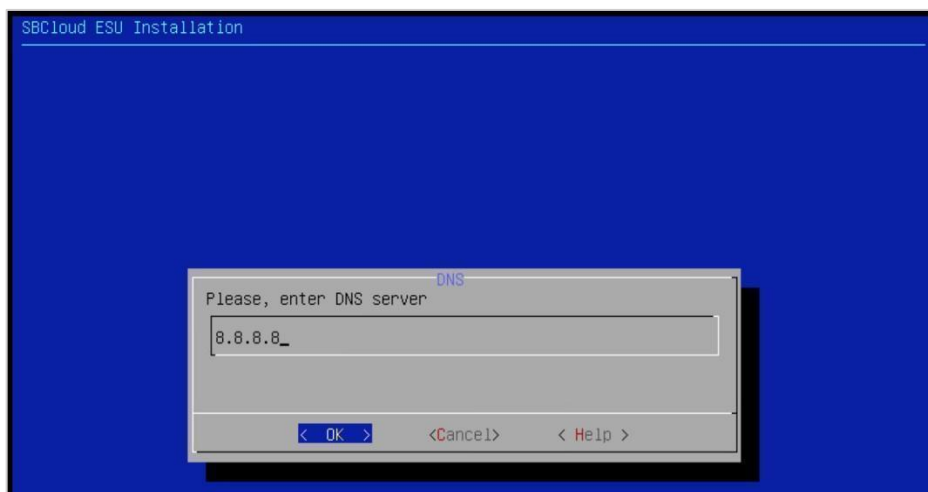 SBCloud ESU Installation
DNS
Please, enter DNS server
8.8.8.8_
< OK > <Cancel> < Help >